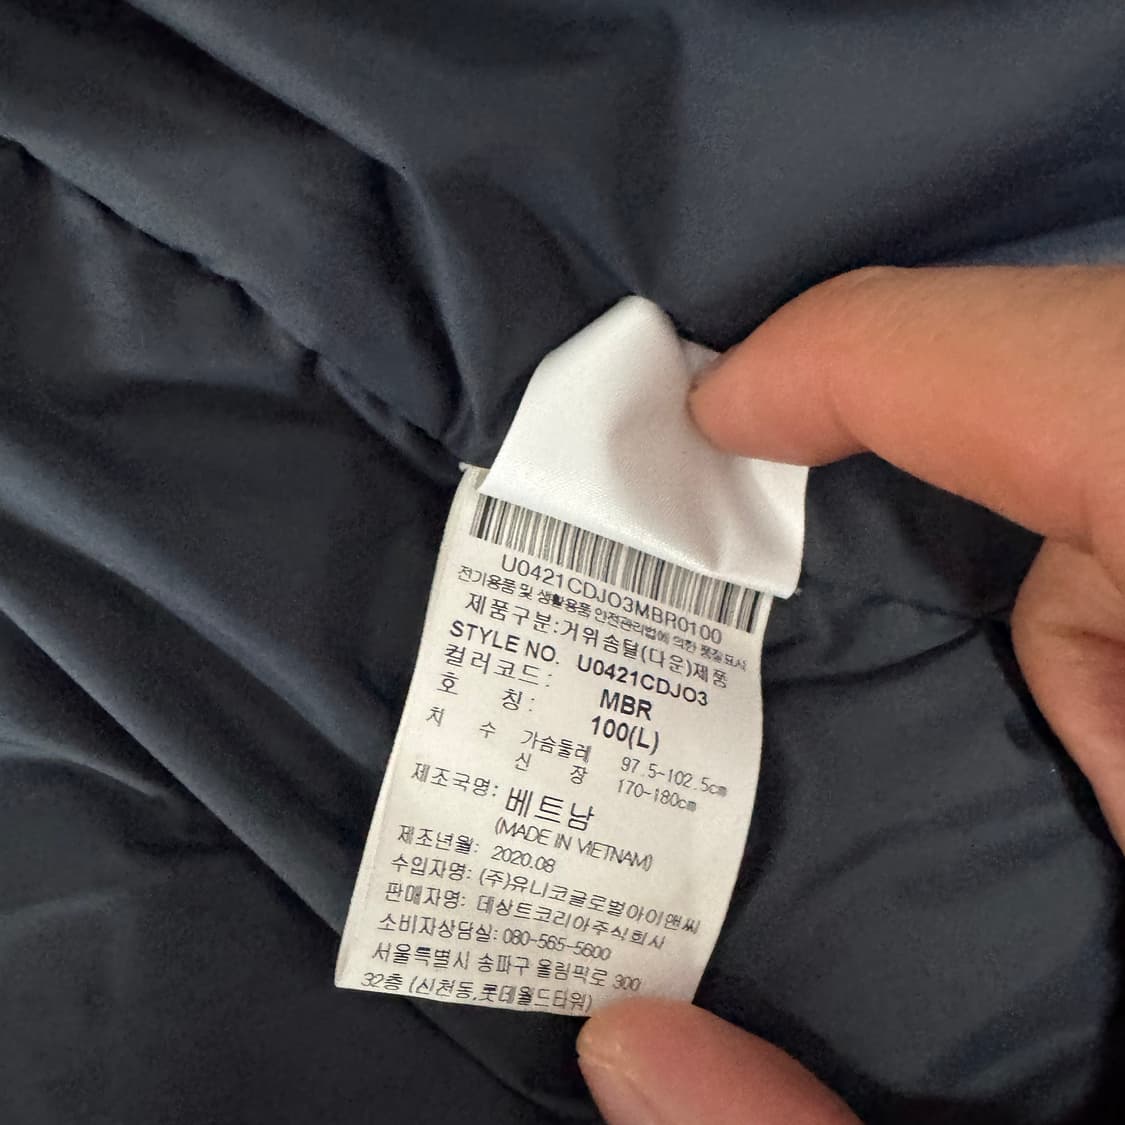 U0421CDJO3MBR0100
전기용품 및 생활용품 안전관리법에 의한 품질표시
제품구분:거위솜털(다운)제품
STYLE NO. U0421CDJO3
컬러코드: MBR
호 칭: 100(L)
치 수 가슴둘레 97.5-102.5cm
신 장 170-180cm
제조국명: 베트남
(MADE IN VIETNAM)
제조년월: 2020.08
수입자명: (주)유니코글로벌아이앤씨
판매자명: 데상트코리아주식회사
소비자상담실: 080-565-5600
서울특별시 송파구 올림픽로 300
32층 (신천동,롯데월드타워)